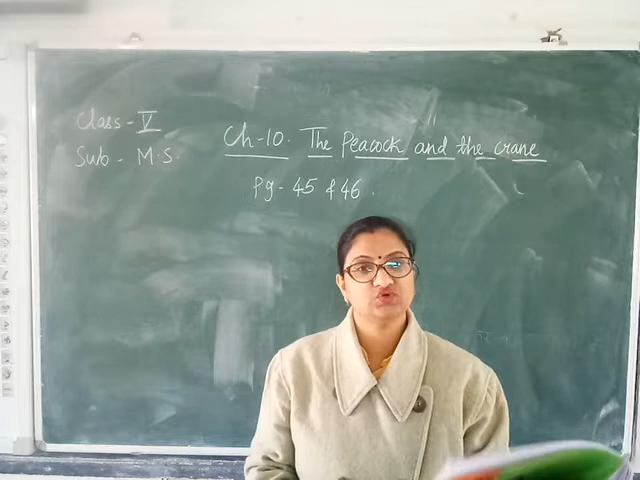 Class - V
Sub - M.S.
Ch-10. The Peacock and the crane
Pg - 45 & 46.